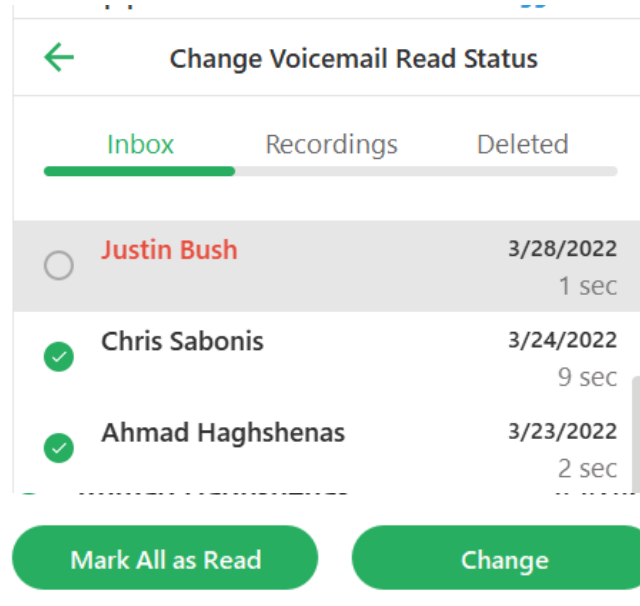 Change Voicemail Read Status
Inbox Recordings Deleted
Justin Bush 3/28/2022
1 sec
Chris Sabonis 3/24/2022
9 sec
Ahmad Haghshenas 3/23/2022
2 sec
Mark All as Read Change